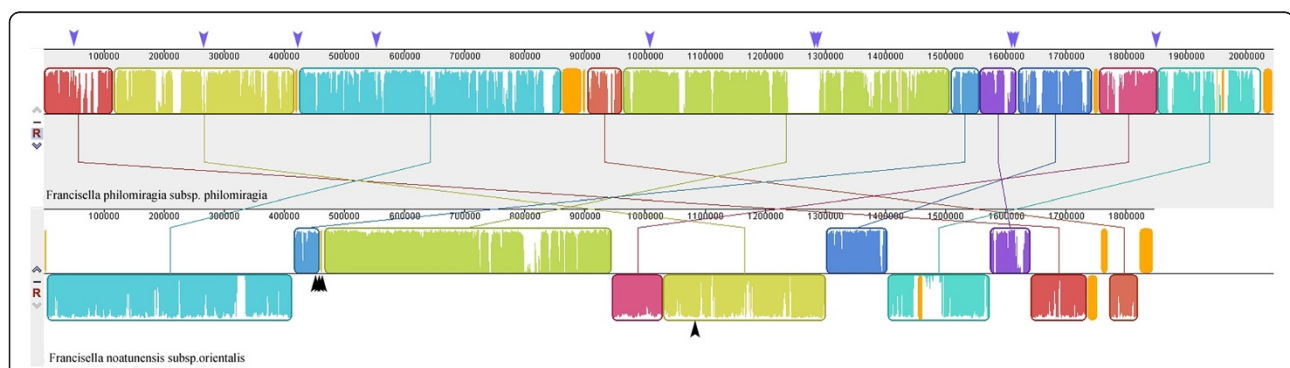 100000 200000 300000 400000 500000 600000 700000 800000 900000 1000000 1100000 1200000 1300000 1400000 1500000 1600000 1700000 1800000 1900000 2000000
R
Francisella philomiragia subsp. philomiragia
100000 200000 300000 400000 500000 600000 700000 800000 900000 1000000 1100000 1200000 1300000 1400000 1500000 1600000 1700000 1800000
R
Francisella noatunensis subsp.orientalis